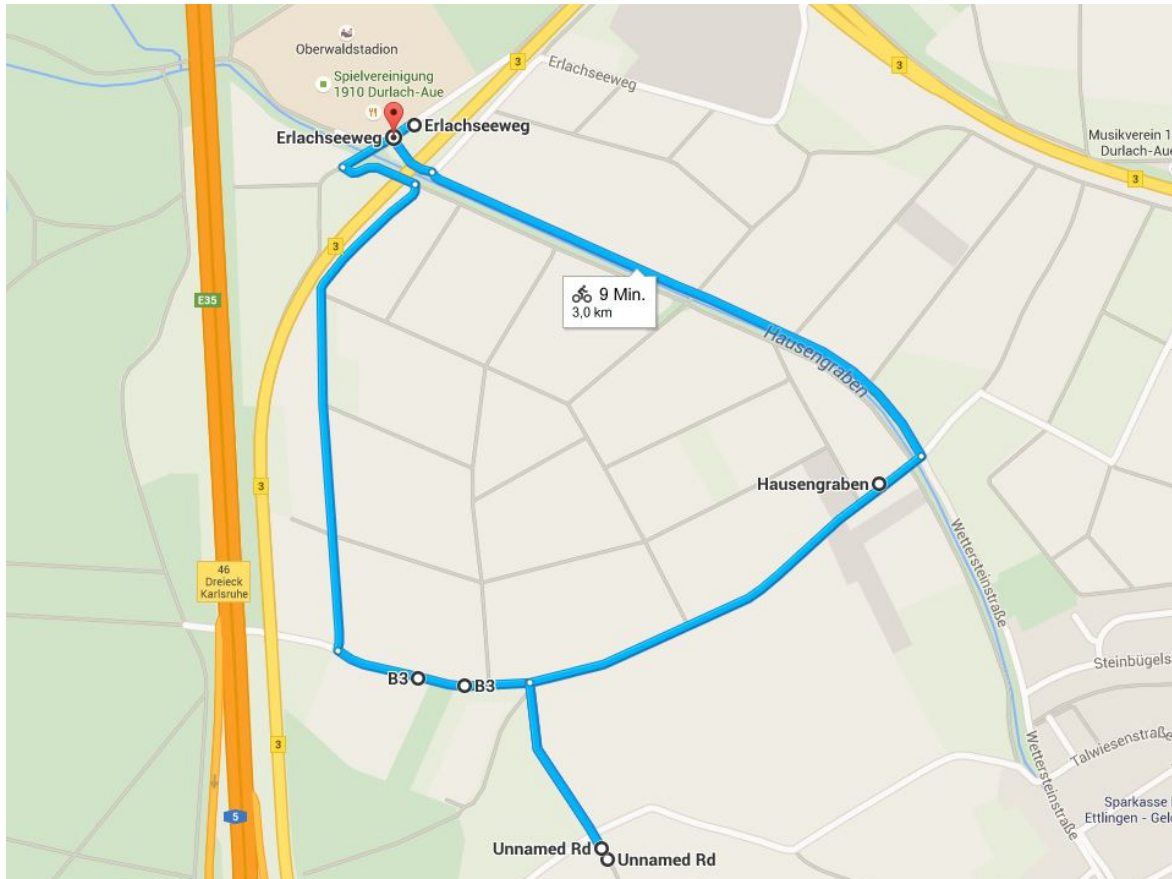 Oberwaldstadion
Spielvereinigung
1910 Durlach-Aue
3
Erlachseeweg
3
Erlachseeweg
Erlachseeweg
Musikverein 1
Durlach-Aue
3
3
E35
9 Min.
3,0 km
Hausengraben
3
Hausengraben
Wettersteinstraße
46
Dreieck
Karlsruhe
B3
B3
Steinbügels
3
Talwiesenstraße
Wettersteinstraße
5
Sparkasse
Ettlingen - Gel
Unnamed Rd
Unnamed Rd